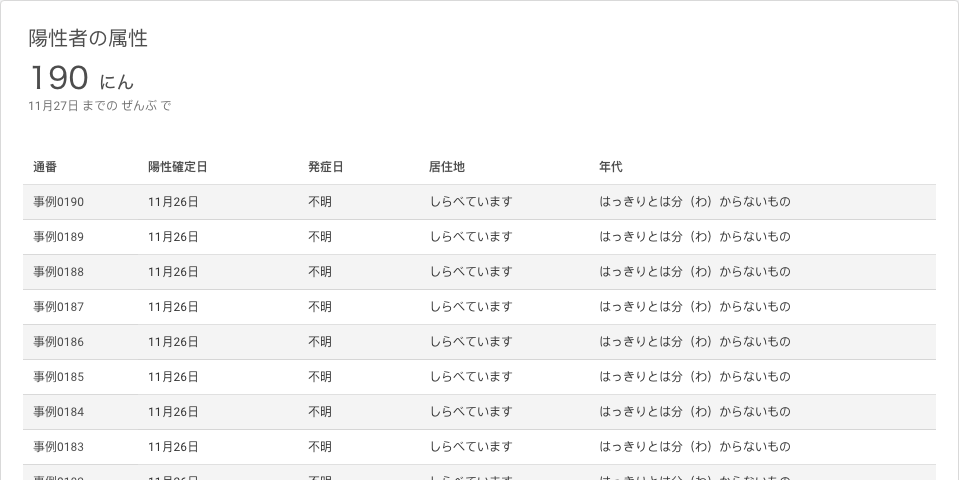 陽性者の属性
190 にん
11月27日 までの ぜんぶ で
通番 陽性確定日 発症日 居住地 年代
事例0190 11月26日 不明 しらべています はっきりとは分（わ）からないもの
事例0189 11月26日 不明 しらべています はっきりとは分（わ）からないもの
事例0188 11月26日 不明 しらべています はっきりとは分（わ）からないもの
事例0187 11月26日 不明 しらべています はっきりとは分（わ）からないもの
事例0186 11月26日 不明 しらべています はっきりとは分（わ）からないもの
事例0185 11月26日 不明 しらべています はっきりとは分（わ）からないもの
事例0184 11月26日 不明 しらべています はっきりとは分（わ）からないもの
事例0183 11月26日 不明 しらべています はっきりとは分（わ）からないもの